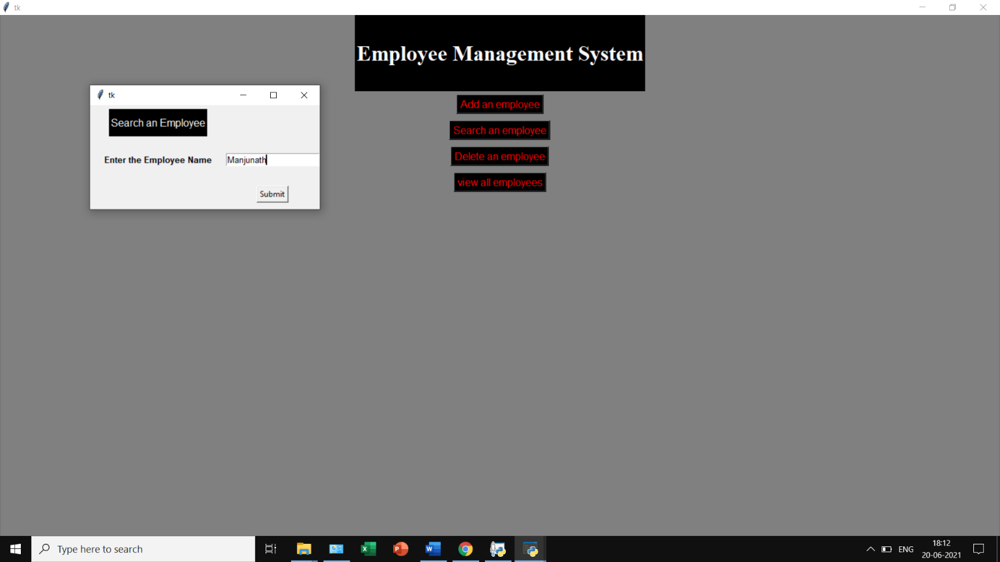 tk
Employee Management System
Add an employee
Search an employee
Delete an employee
view all employees
tk
Search an Employee
Enter the Employee Name Manjunath
Submit
Type here to search
ENG
18:12
20-06-2021